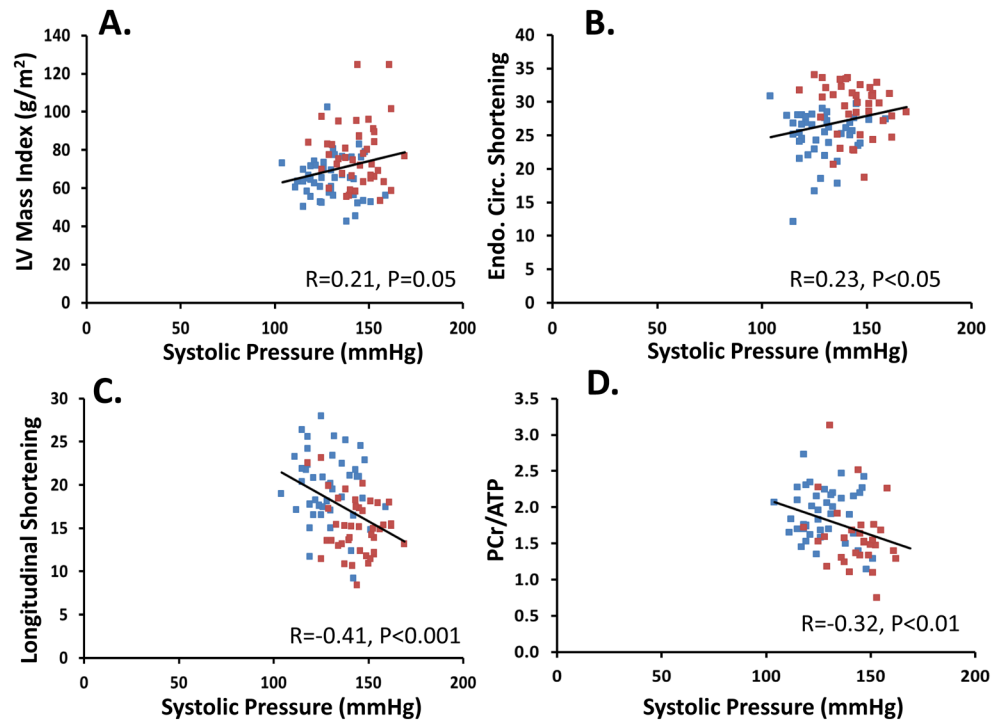 A.
LV Mass Index (g/m²)
140
120
100
80
60
40
20
0
R=0.21, P=0.05
0 50 100 150 200
Systolic Pressure (mmHg)
B.
Endo. Circ. Shortening
40
35
30
25
20
15
10
5
0
R=0.23, P<0.05
0 50 100 150 200
Systolic Pressure (mmHg)
C.
Longitudinal Shortening
30
25
20
15
10
5
0
R=-0.41, P<0.001
0 50 100 150 200
Systolic Pressure (mmHg)
D.
PCr/ATP
3.5
3.0
2.5
2.0
1.5
1.0
0.5
0.0
R=-0.32, P<0.01
0 50 100 150 200
Systolic Pressure (mmHg)